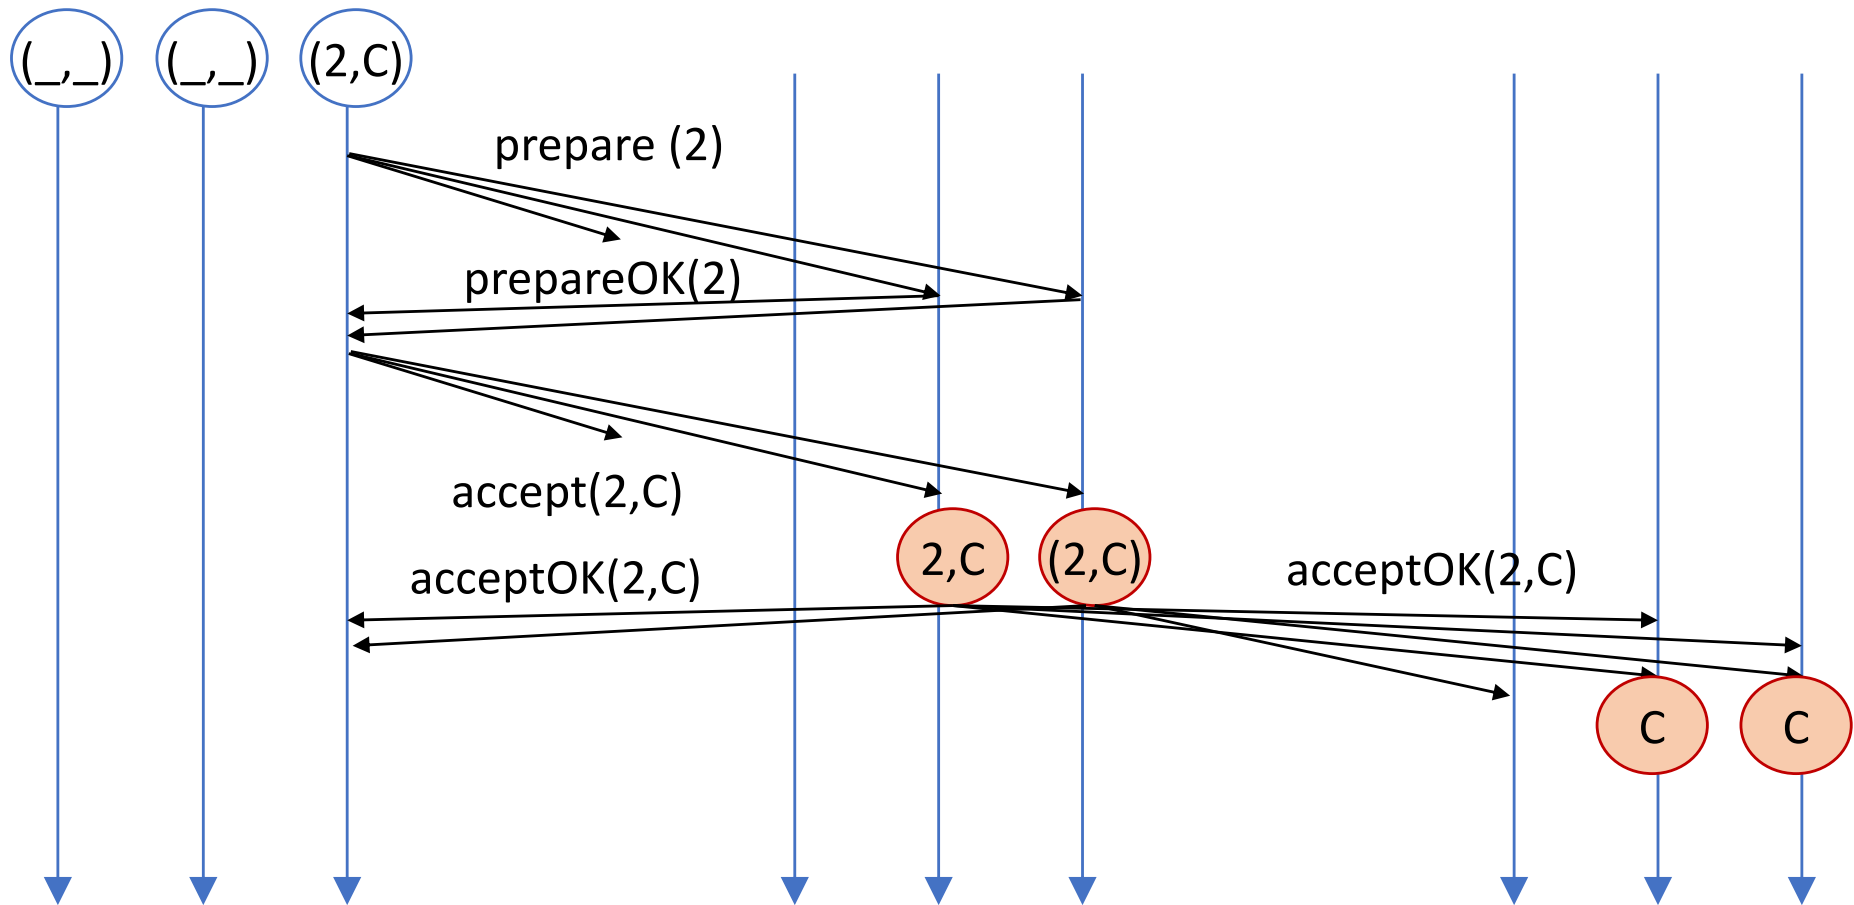 (_,_) (_,_) (2,C)
prepare (2)
prepareOK(2)
accept(2,C)
2,C (2,C)
acceptOK(2,C) acceptOK(2,C)
C C